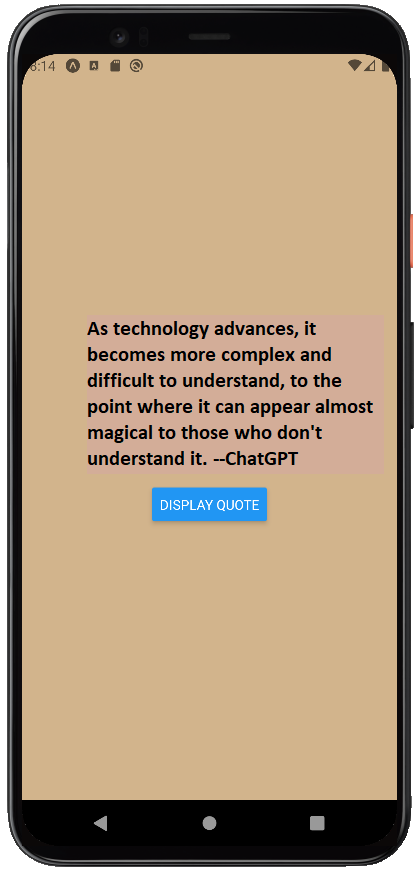 8:14
As technology advances, it
becomes more complex and
difficult to understand, to the
point where it can appear almost
magical to those who don't
understand it. --ChatGPT
DISPLAY QUOTE